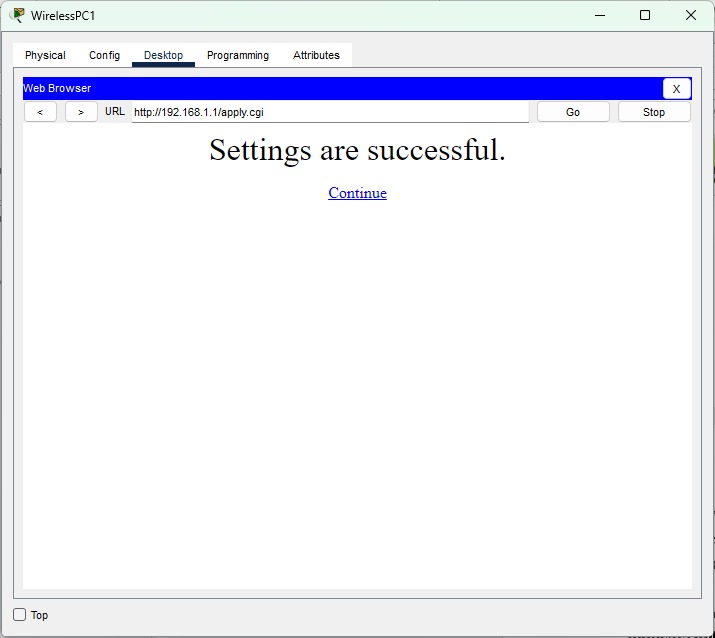 WirelessPC1
Physical Config Desktop Programming Attributes
Web Browser X
< > URL http://192.168.1.1/apply.cgi Go Stop
Settings are successful.
Continue
Top